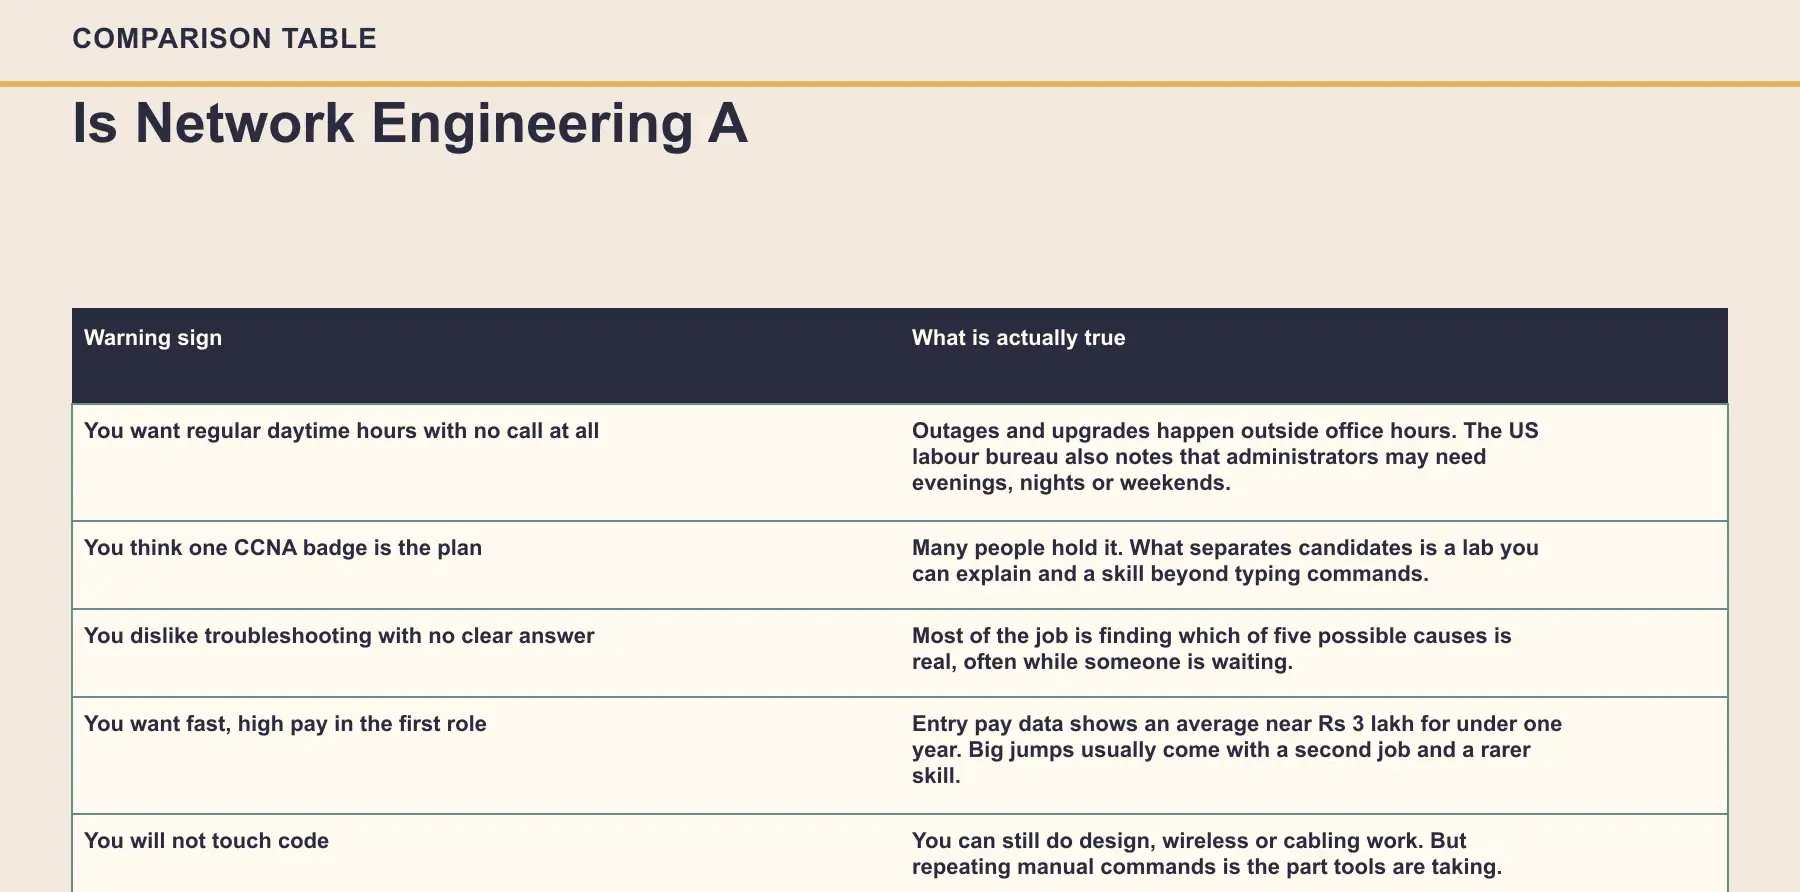 COMPARISON TABLE
Is Network Engineering A
Warning sign
What is actually true
You want regular daytime hours with no call at all
Outages and upgrades happen outside office hours. The US
labour bureau also notes that administrators may need
evenings, nights or weekends.
You think one CCNA badge is the plan
Many people hold it. What separates candidates is a lab you
can explain and a skill beyond typing commands.
You dislike troubleshooting with no clear answer
Most of the job is finding which of five possible causes is
real, often while someone is waiting.
You want fast, high pay in the first role
Entry pay data shows an average near Rs 3 lakh for under one
year. Big jumps usually come with a second job and a rarer
skill.
You will not touch code
You can still do design, wireless or cabling work. But
repeating manual commands is the part tools are taking.